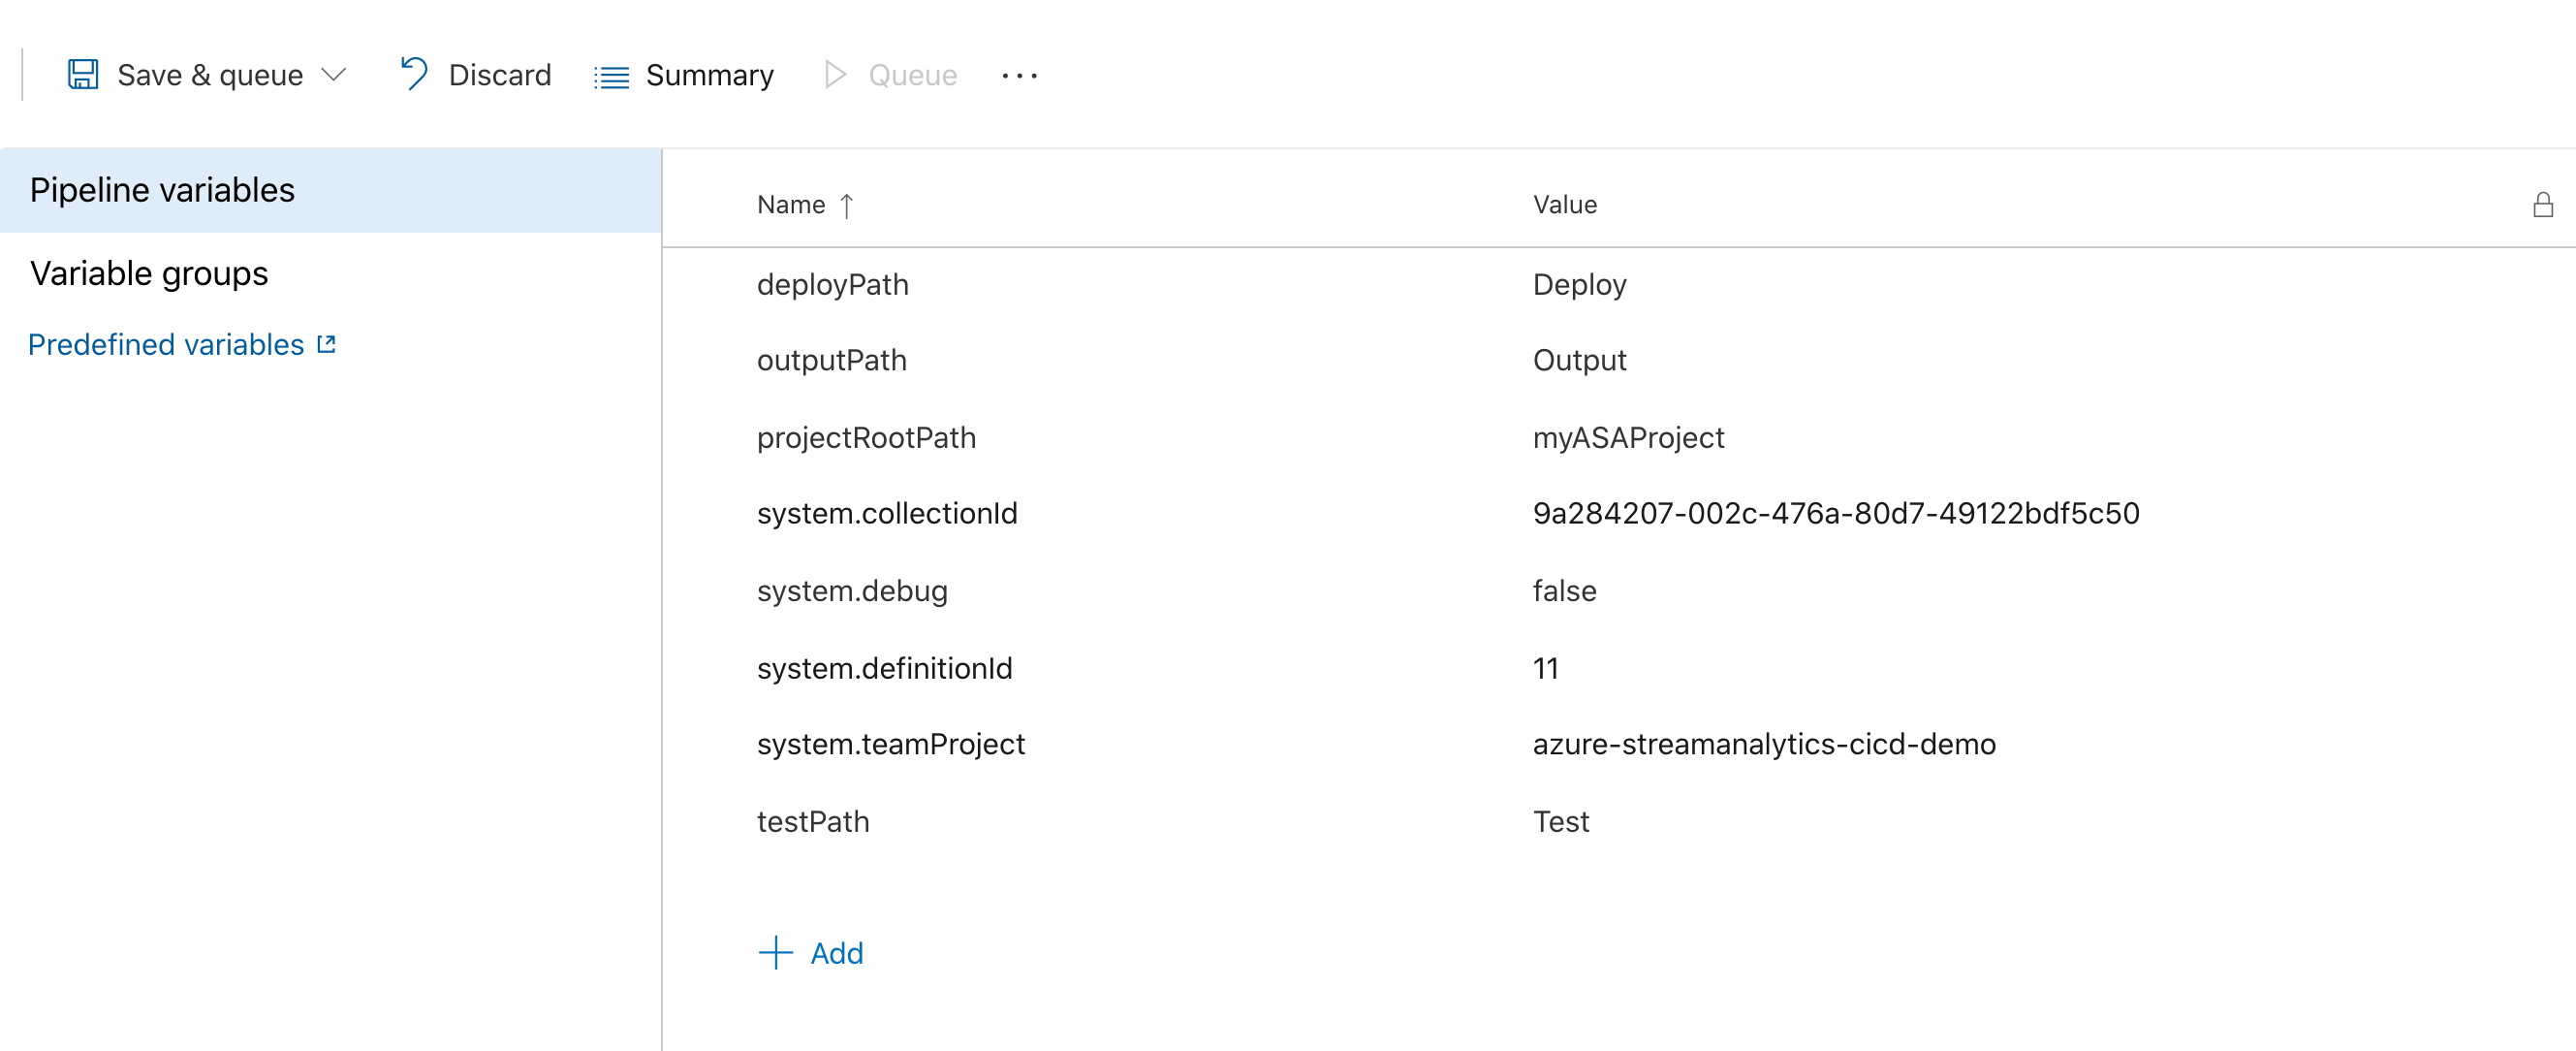 Save & queue Discard Summary Queue ...
Pipeline variables
Variable groups
Predefined variables
Name ↑ Value
deployPath Deploy
outputPath Output
projectRootPath myASAProject
system.collectionId 9a284207-002c-476a-80d7-49122bdf5c50
system.debug false
system.definitionId 11
system.teamProject azure-streamanalytics-cicd-demo
testPath Test
+ Add